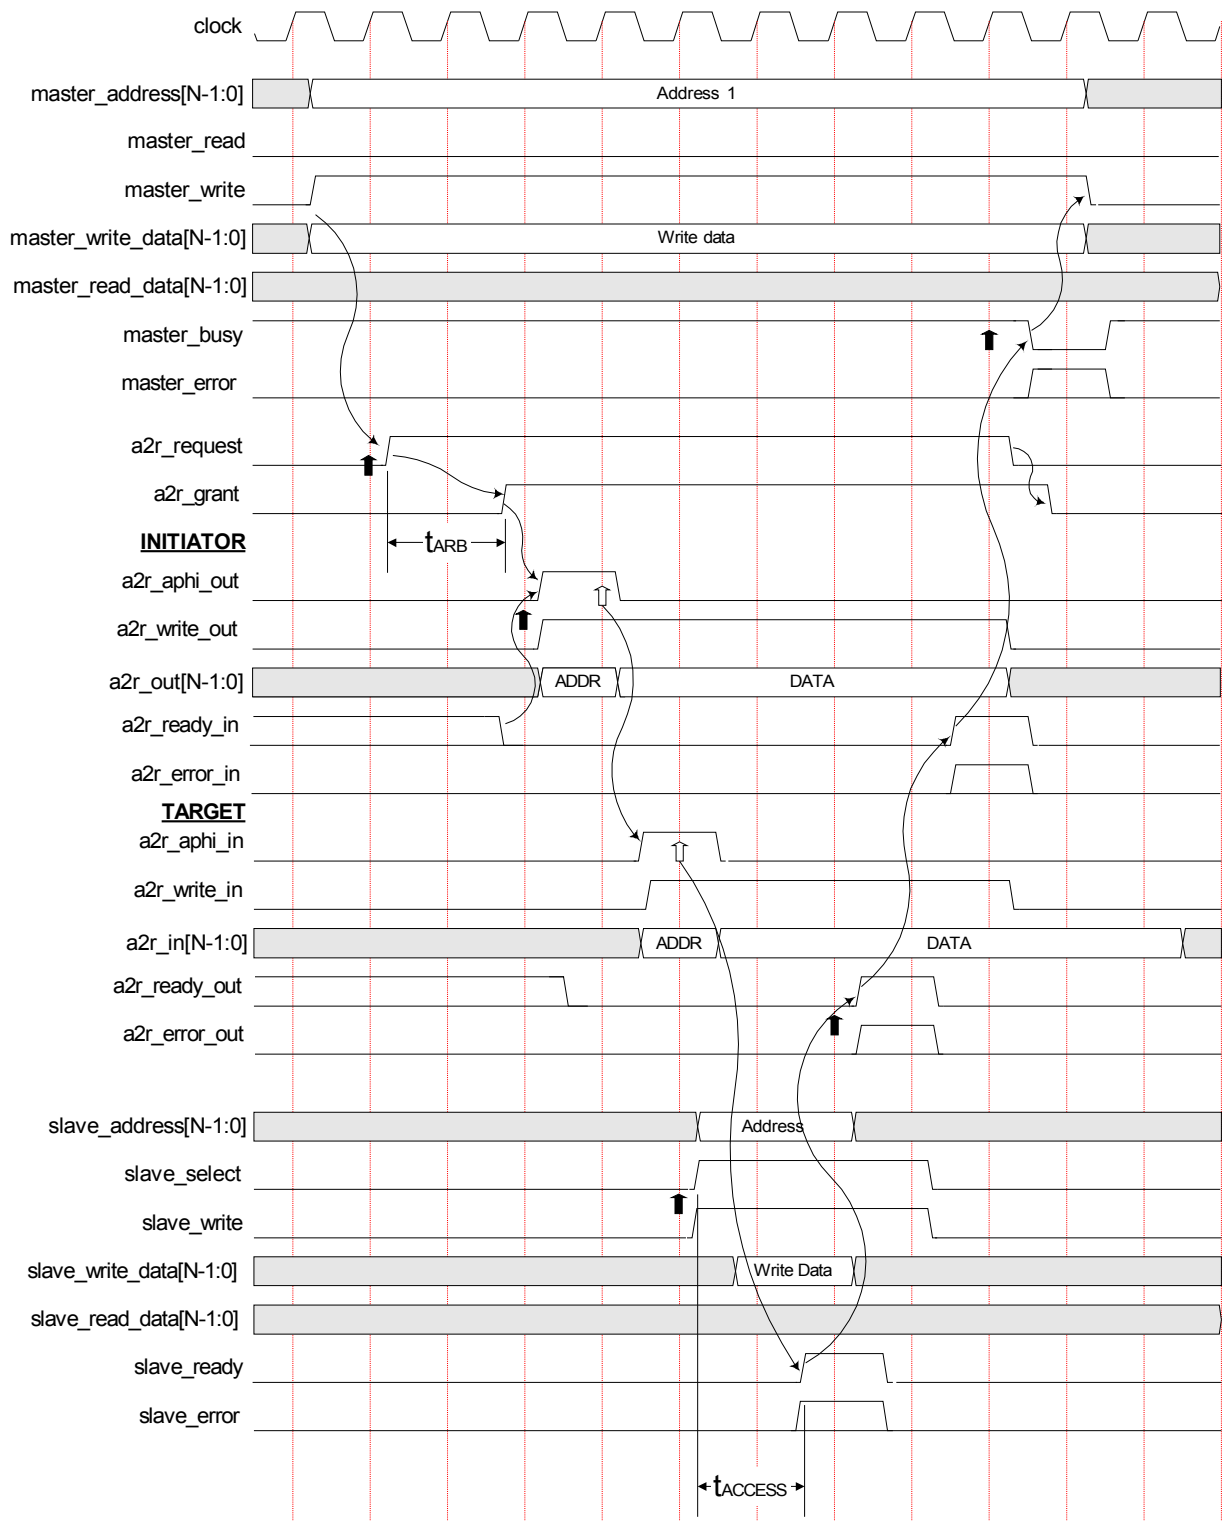 clock
master_address[N-1:0]
Address 1
master_read
master_write
master_write_data[N-1:0]
Write data
master_read_data[N-1:0]
master_busy
master_error
a2r_request
a2r_grant
INITIATOR
tARB
a2r_aphi_out
a2r_write_out
a2r_out[N-1:0]
ADDR
DATA
a2r_ready_in
a2r_error_in
TARGET
a2r_aphi_in
a2r_write_in
a2r_in[N-1:0]
ADDR
DATA
a2r_ready_out
a2r_error_out
slave_address[N-1:0]
Address
slave_select
slave_write
slave_write_data[N-1:0]
Write Data
slave_read_data[N-1:0]
slave_ready
slave_error
tACCESS